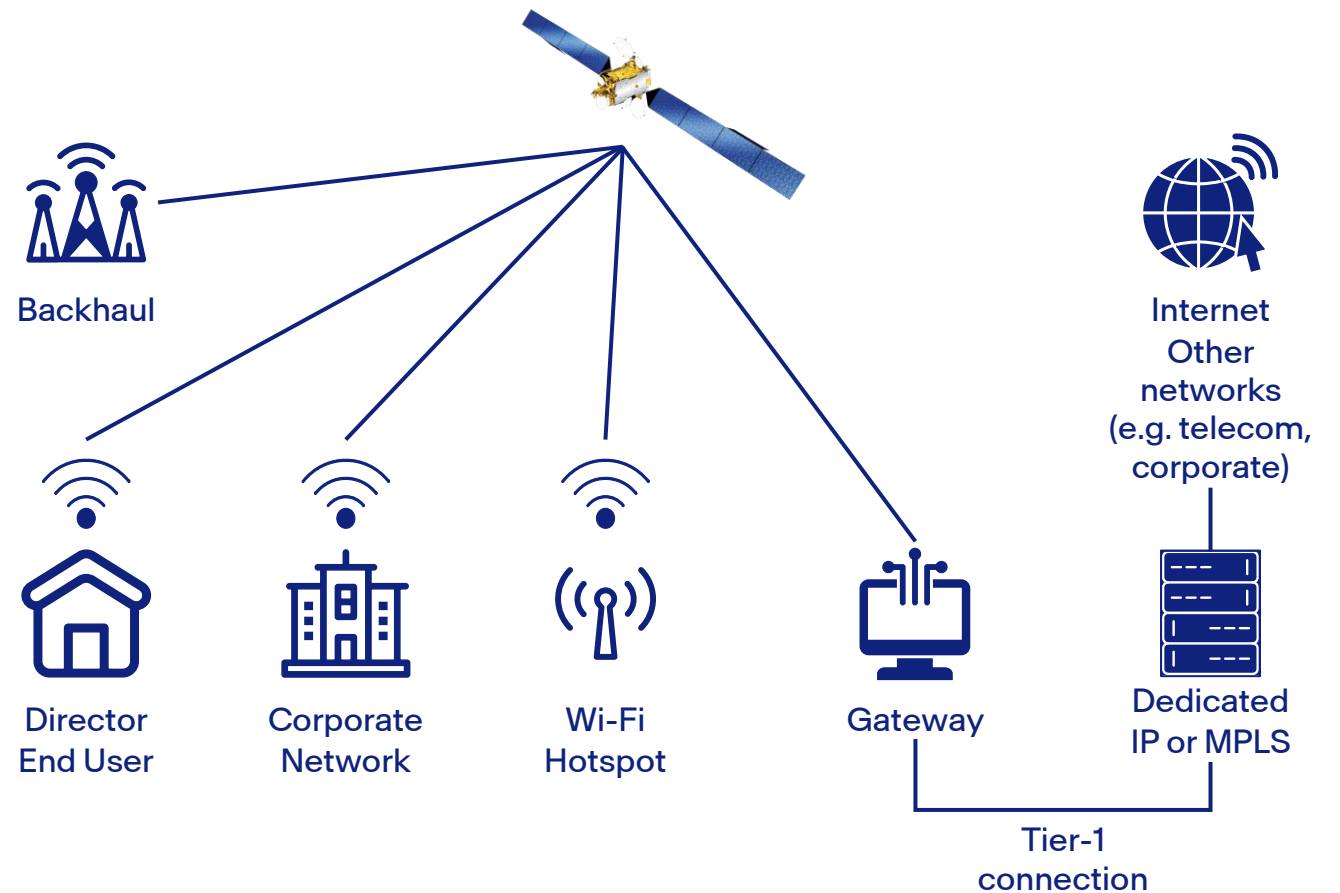 Backhaul
Internet
Other
networks
(e.g. telecom,
corporate)
Director
End User
Corporate
Network
Wi-Fi
Hotspot
Gateway
Dedicated
IP or MPLS
Tier-1
connection